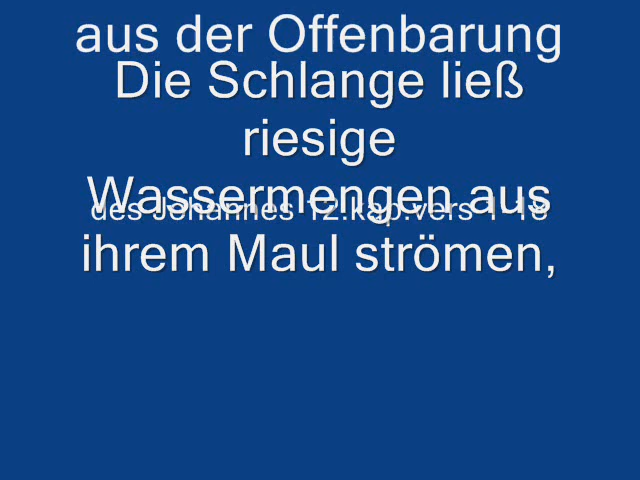 aus der Offenbarung
Die Schlange ließ
riesige
Wassermengen aus
des Johannes 12.kap.vers 1-18
ihrem Maul strömen,